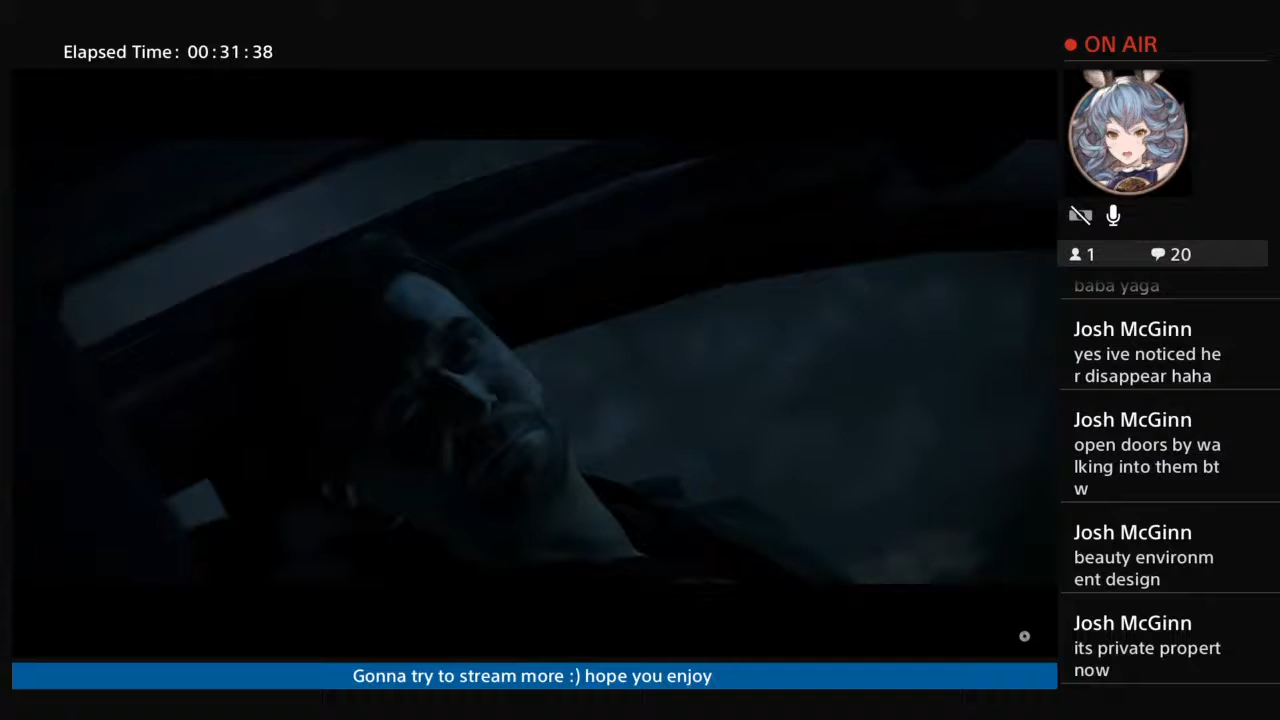 Elapsed Time: 00:31:38
ON AIR
1
20
baba yaga
Josh McGinn
yes ive noticed he
r disappear haha
Josh McGinn
open doors by wa
lking into them bt
w
Josh McGinn
beauty environm
ent design
Josh McGinn
its private propert
now
Gonna try to stream more :) hope you enjoy